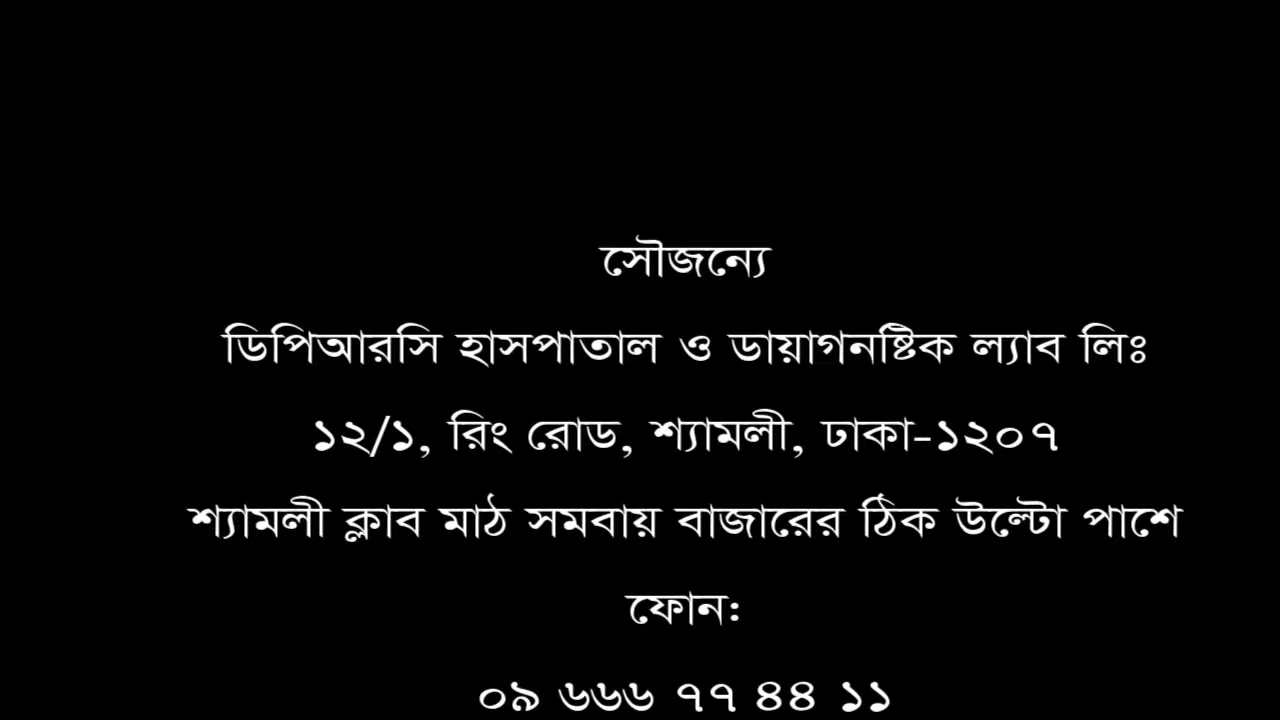 সৌজন্যে
ডিপিআরসি হাসপাতাল ও ডায়াগনষ্টিক ল্যাব লিঃ
১২/১, রিং রোড, শ্যামলী, ঢাকা-১২০৭
শ্যামলী ক্লাব মাঠ সমবায় বাজারের ঠিক উল্টো পাশে
ফোন:
০৯ ৬৬৬ ৭৭ ৪৪ ১১